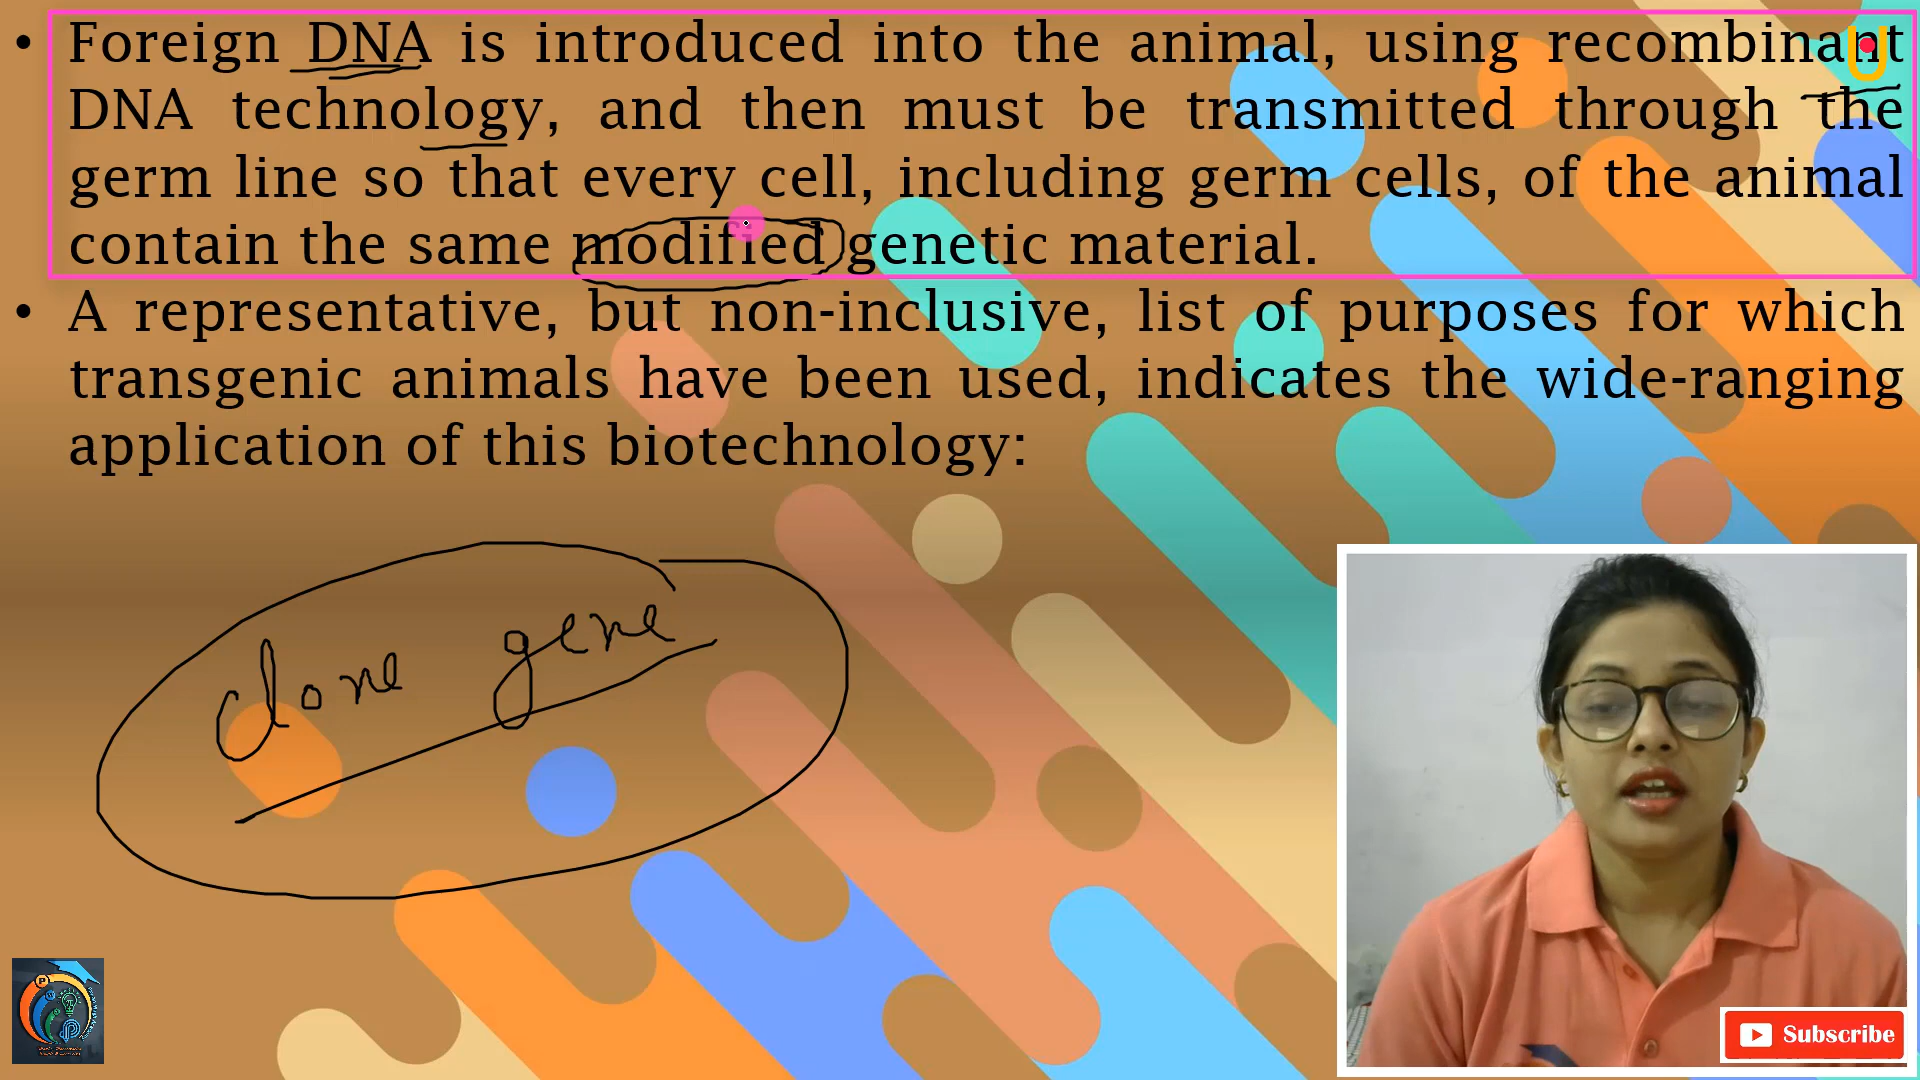 • Foreign DNA is introduced into the animal, using recombinant
DNA technology, and then must be transmitted through the
germ line so that every cell, including germ cells, of the animal
contain the same modified genetic material.
• A representative, but non-inclusive, list of purposes for which
transgenic animals have been used, indicates the wide-ranging
application of this biotechnology:
clone gene
U
Subscribe